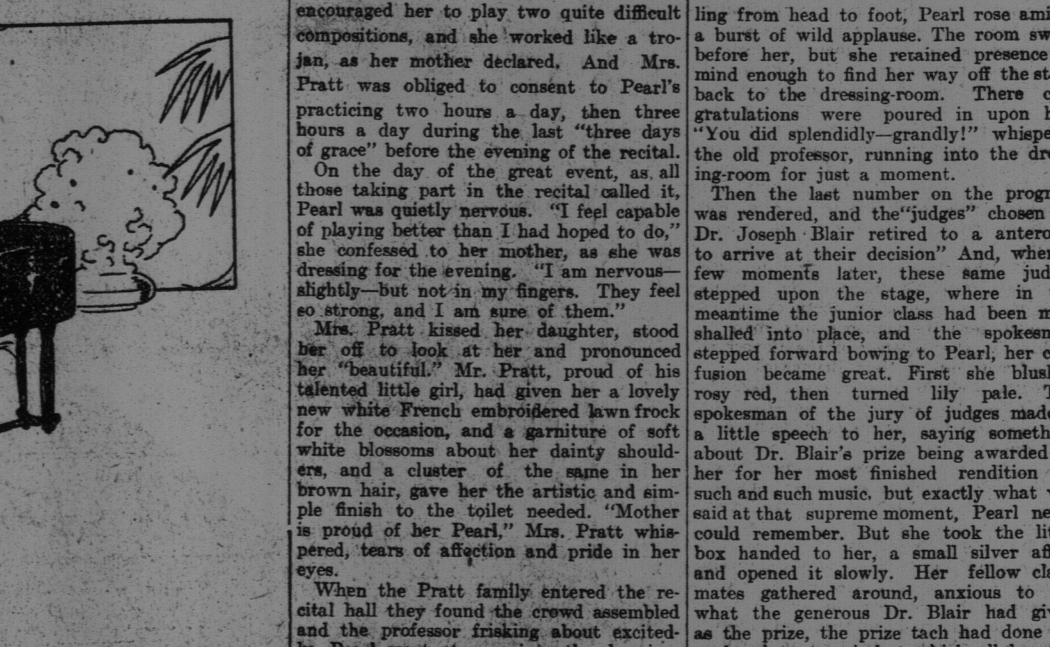 encouraged her to play two quite difficult
compositions, and she worked like a tro-
jan, as her mother declared. And Mrs.
Pratt was obliged to consent to Pearl's
practicing two hours a day, then three
hours a day during the last "three days
of grace" before the evening of the recital.
On the day of the great event, as all
those taking part in the recital called it,
Pearl was quietly nervous. "I feel capable
of playing better than I had hoped to do,"
she confessed to her mother, as she was
dressing for the evening. "I am nervous—
slightly—but not in my fingers. They feel
so strong, and I am sure of them."
Mrs. Pratt kissed her daughter, stood
her off to look at her and pronounced
her "beautiful." Mr. Pratt, proud of his
talented little girl, had given her a lovely
new white French embroidered lawn frock
for the occasion, and a garniture of soft
white blossoms about her dainty should-
ers, and a cluster of the same in her
brown hair, gave her the artistic and sim-
ple finish to the toilet needed. "Mother
is proud of her Pearl," Mrs. Pratt whis-
pered, tears of affection and pride in her
eyes.
When the Pratt family entered the re-
cital hall they found the crowd assembled
and the professor frisking about excited-
ling from head to foot, Pearl rose ami
a burst of wild applause. The room sw
before her, but she retained presence
mind enough to find her way off the st
back to the dressing-room. There c
gratulations were poured in upon h
"You did splendidly—grandly!" whispe
the old professor, running into the dre
ing-room for just a moment.
Then the last number on the progr
was rendered, and the "judges" chosen
Dr. Joseph Blair retired to a antero
to arrive at their decision" And, when
few moments later, these same jud
stepped upon the stage, where in
meantime the junior class had been m
shalled into place, and the spokesm
stepped forward bowing to Pearl, her c
fusion became great. First she blush
rosy red, then turned lily pale. T
spokesman of the jury of judges made
a little speech to her, saying someth
about Dr. Blair's prize being awarded
her for her most finished rendition
such and such music, but exactly what
said at that supreme moment, Pearl ne
could remember. But she took the lit
box handed to her, a small silver aff
and opened it slowly. Her fellow cla
mates gathered around, anxious to
what the generous Dr. Blair had giv
as the prize, the prize tach had done